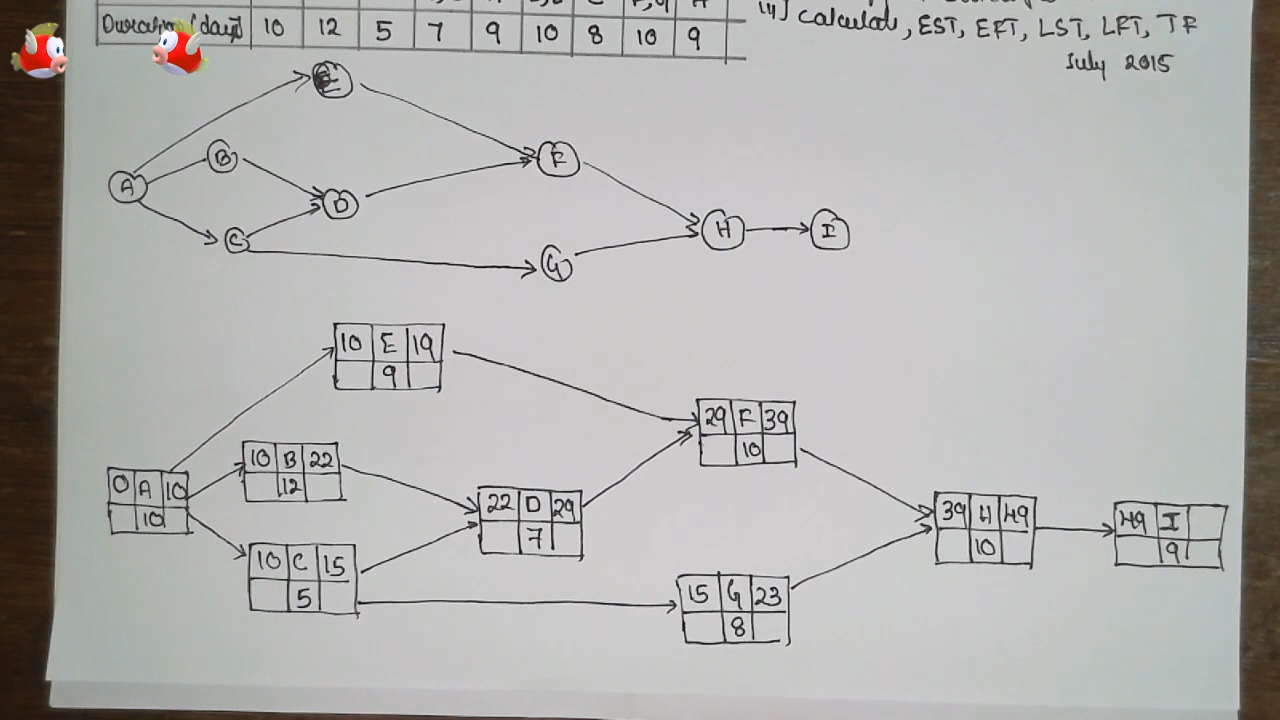 Duration (days) 10 12 5 7 9 10 8 10 9
(ii) Calculate, EST, EFT, LST, LFT, TF
July 2015
E
B
F
A
D
H I
C
G
10 E 19
9
29 F 39
10
10 B 22
12
0 A 10
10
22 D 29
7
39 H 49
10
49 I
9
10 C 15
5
15 G 23
8